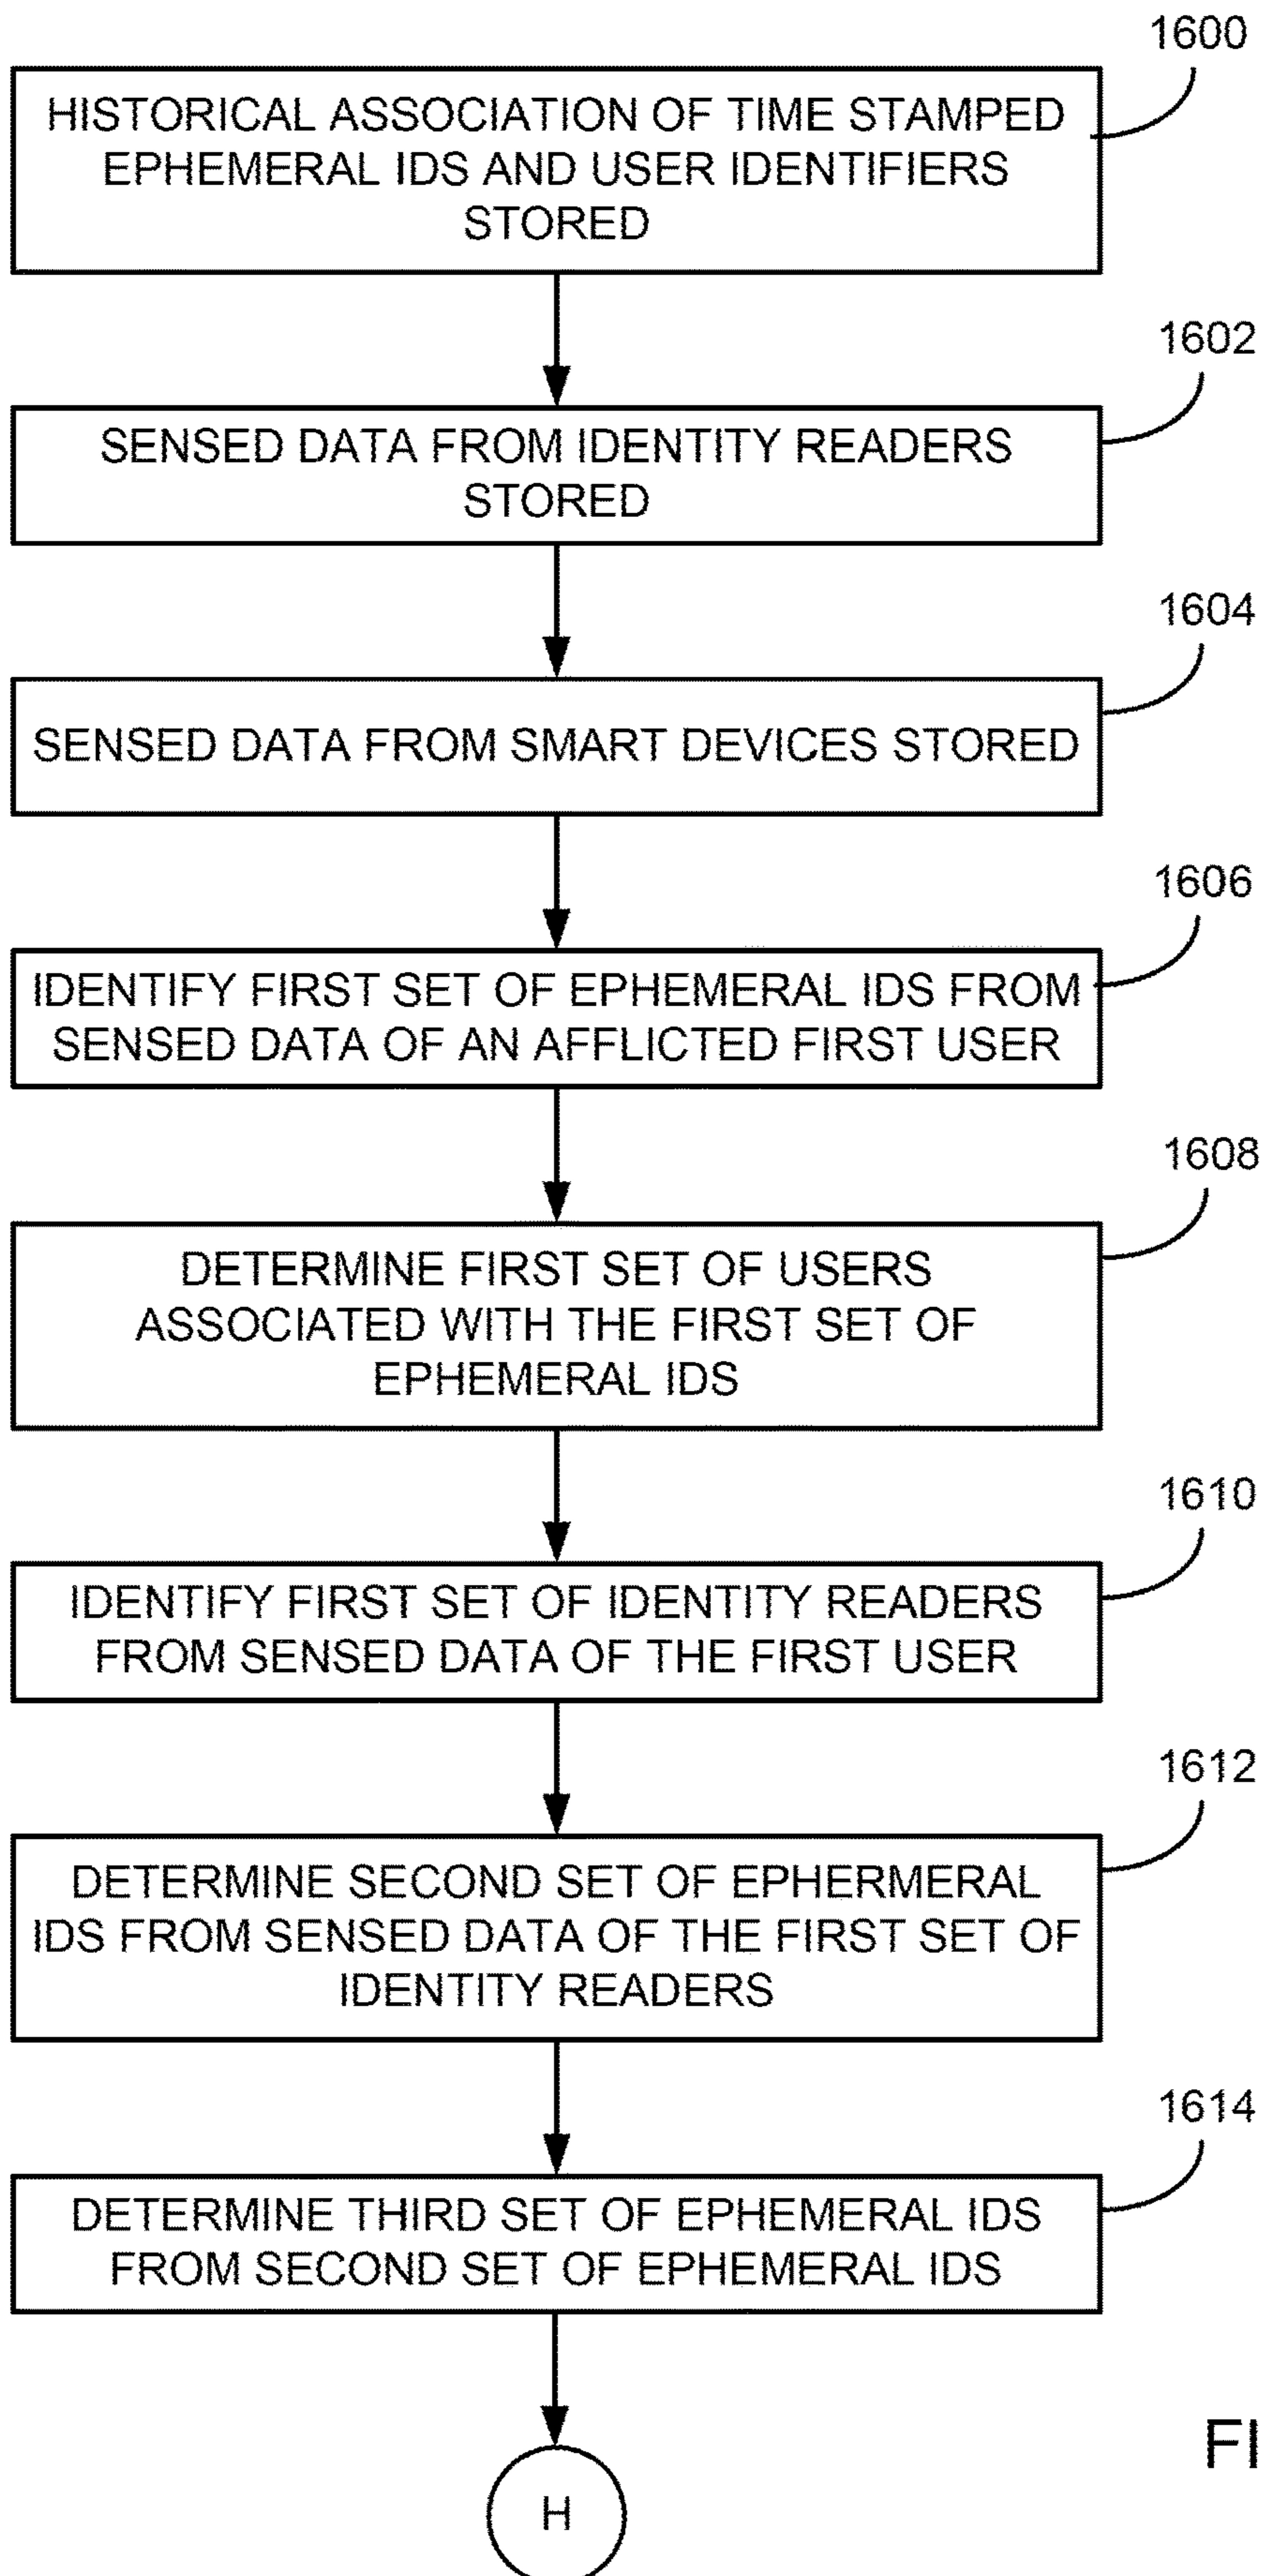 1600
HISTORICAL ASSOCIATION OF TIME STAMPED
EPHEMERAL IDS AND USER IDENTIFIERS
STORED
1602
SENSED DATA FROM IDENTITY READERS
STORED
1604
SENSED DATA FROM SMART DEVICES STORED
1606
IDENTIFY FIRST SET OF EPHEMERAL IDS FROM
SENSED DATA OF AN AFFLICTED FIRST USER
1608
DETERMINE FIRST SET OF USERS
ASSOCIATED WITH THE FIRST SET OF
EPHEMERAL IDS
1610
IDENTIFY FIRST SET OF IDENTITY READERS
FROM SENSED DATA OF THE FIRST USER
1612
DETERMINE SECOND SET OF EPHERMERAL
IDS FROM SENSED DATA OF THE FIRST SET OF
IDENTITY READERS
1614
DETERMINE THIRD SET OF EPHEMERAL IDS
FROM SECOND SET OF EPHEMERAL IDS
FI
H